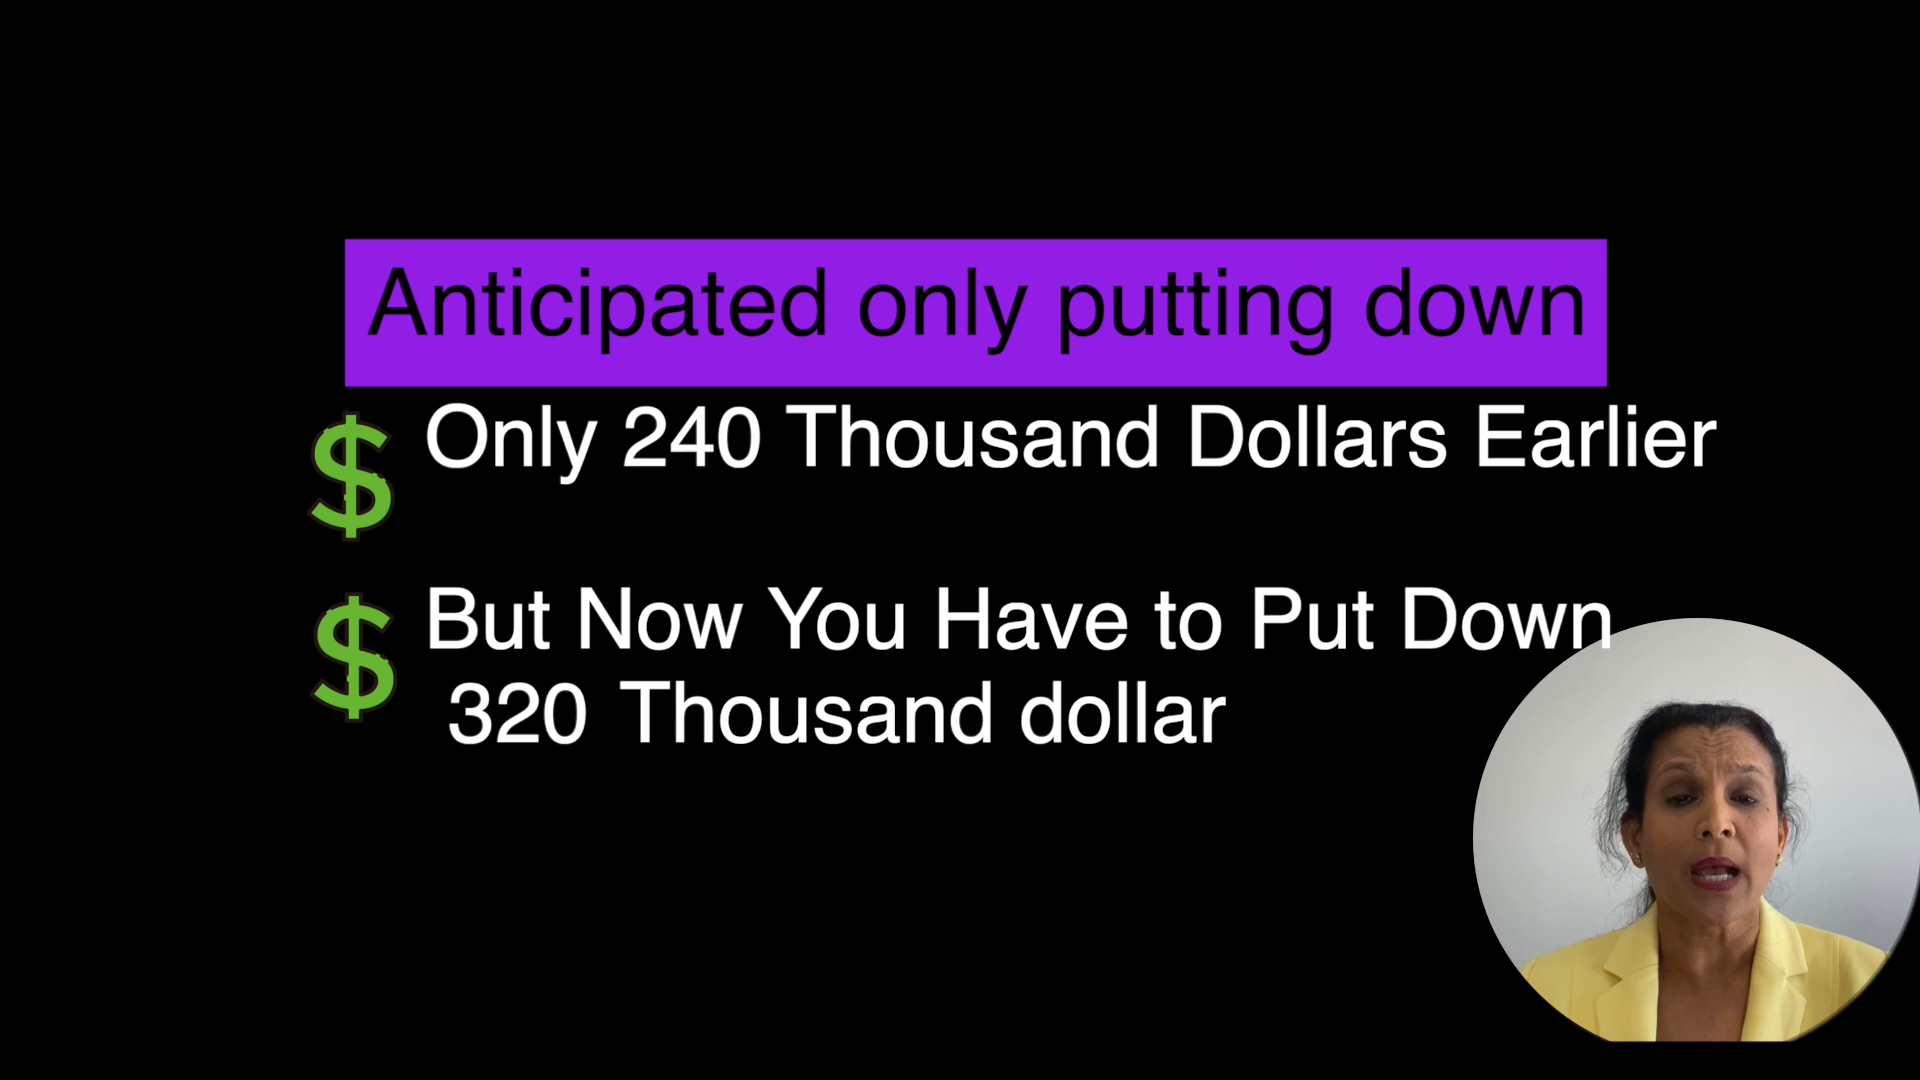 Anticipated only putting down
$ Only 240 Thousand Dollars Earlier
$ But Now You Have to Put Down
320 Thousand dollar